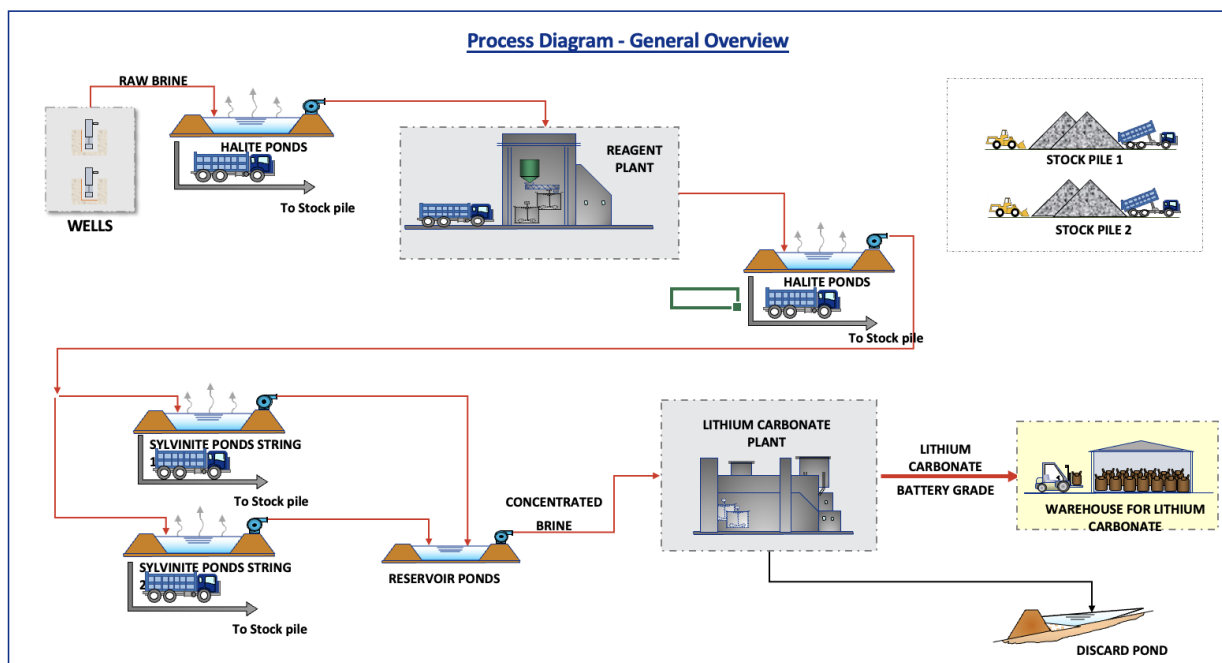 Process Diagram - General Overview
RAW BRINE
HALITE PONDS
To Stock pile
WELLS
REAGENT
PLANT
STOCK PILE 1
STOCK PILE 2
HALITE PONDS
To Stock pile
SYLVINITE PONDS STRING
1
To Stock pile
SYLVINITE PONDS STRING
2
To Stock pile
RESERVOIR PONDS
CONCENTRATED
BRINE
LITHIUM CARBONATE
PLANT
LITHIUM
CARBONATE
BATTERY GRADE
WAREHOUSE FOR LITHIUM
CARBONATE
DISCARD POND